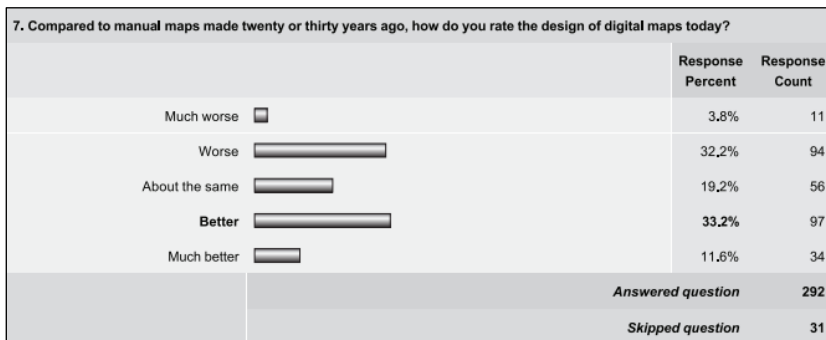 7. Compared to manual maps made twenty or thirty years ago, how do you rate the design of digital maps today?
Response Percent Response Count
Much worse 3.8% 11
Worse 32,2% 94
About the same 19.2% 56
Better 33.2% 97
Much better 11.6% 34
Answered question 292
Skipped question 31